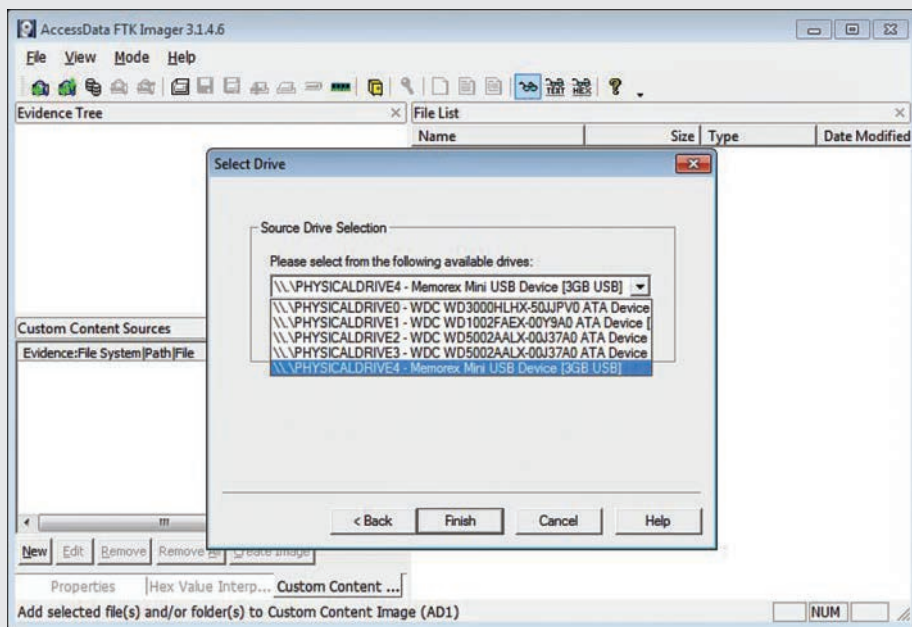 AccessData FTK Imager 3.1.4.6
File View Mode Help
Evidence Tree
File List
Name Size Type Date Modified
Select Drive
Source Drive Selection
Please select from the following available drives:
\\.\PHYSICALDRIVE4 - Memorex Mini USB Device [3GB USB]
\\.\PHYSICALDRIVE0 - WDC WD3000HLHX-50JJPV0 ATA Device
\\.\PHYSICALDRIVE1 - WDC WD1002FAEX-00Y9A0 ATA Device [
\\.\PHYSICALDRIVE2 - WDC WD5002AALX-00J37A0 ATA Device
\\.\PHYSICALDRIVE3 - WDC WD5002AALX-00J37A0 ATA Device
\\.\PHYSICALDRIVE4 - Memorex Mini USB Device [3GB USB]
Custom Content Sources
Evidence:File System|Path|File
< Back Finish Cancel Help
New Edit Remove Remove All Create Image
Properties Hex Value Interp... Custom Content ...
Add selected file(s) and/or folder(s) to Custom Content Image (AD1)
NUM